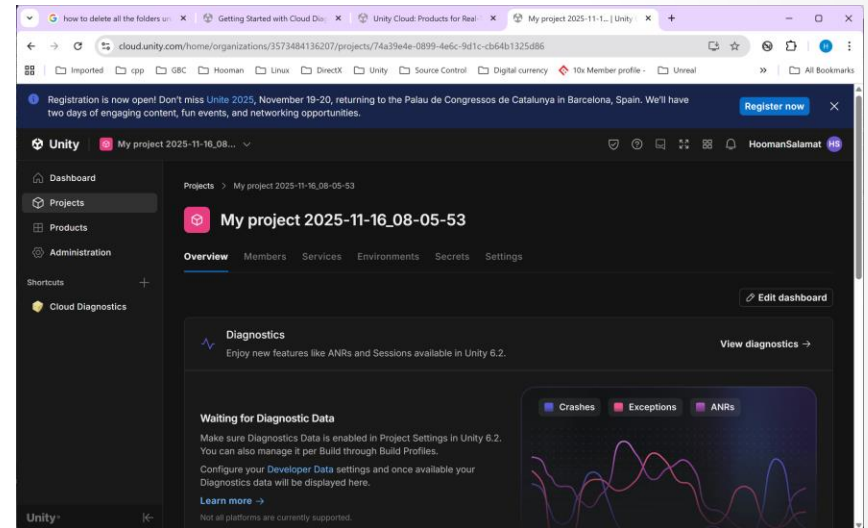 how to delete all the folders un
Getting Started with Cloud Diag
Unity Cloud: Products for Real-
My project 2025-11-1... | Unity
cloud.unity.com/home/organizations/3573484136207/projects/74a39e4e-0899-4e6c-9d1c-cb64b1325d86
Imported cpp GBC Hooman Linux DirectX Unity Source Control Digital currency 10x Member profile - Unreal » All Bookmarks
Registration is now open! Don't miss Unite 2025, November 19-20, returning to the Palau de Congressos de Catalunya in Barcelona, Spain. We'll have
two days of engaging content, fun events, and networking opportunities.
Register now
Unity My project 2025-11-16_08... HoomanSalamat HS
Dashboard
Projects
Products
Administration
Shortcuts
Cloud Diagnostics
Projects > My project 2025-11-16_08-05-53
My project 2025-11-16_08-05-53
Overview Members Services Environments Secrets Settings
Edit dashboard
Diagnostics
Enjoy new features like ANRs and Sessions available in Unity 6.2.
View diagnostics →
Waiting for Diagnostic Data
Make sure Diagnostics Data is enabled in Project Settings in Unity 6.2.
You can also manage it per Build through Build Profiles.
Configure your Developer Data settings and once available your
Diagnostics data will be displayed here.
Learn more →
Not all platforms are currently supported.
Crashes Exceptions ANRs
Unity